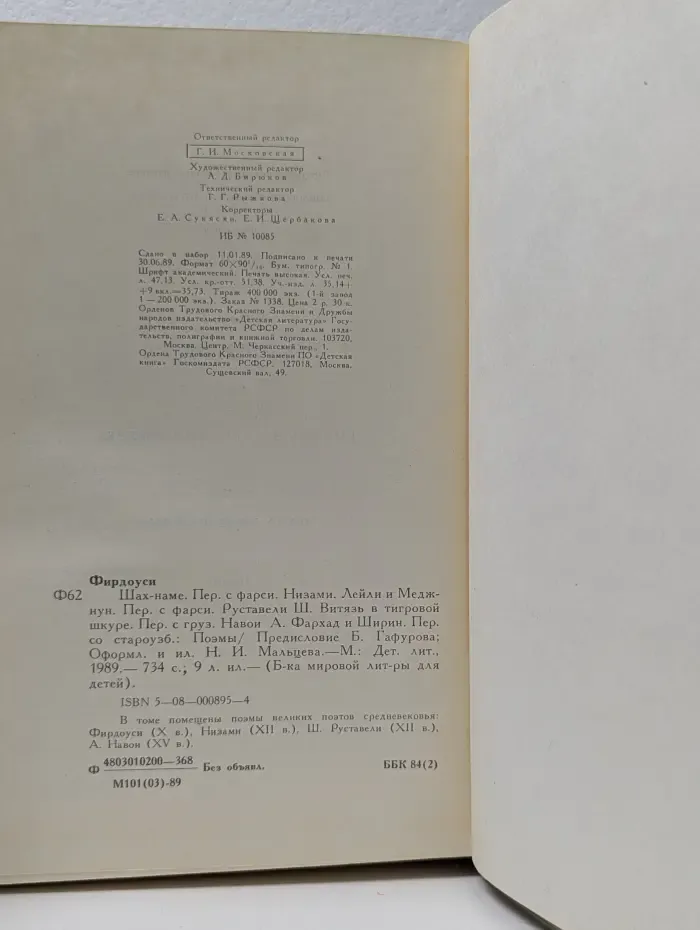 Ответственный редактор
Г. Н. Московская
Художественный редактор
А. Д. Бирюков
Технический редактор
Г. Г. Рыжкова
Корректоры
Е. А. Сукясян, Е. И. Щербакова
ИБ № 10085
Сдано в набор 11.01.89. Подписано к печати
30.06.89. Формат 60×90¹/₁₆. Бум. типогр. № 1.
Шрифт академический. Печать высокая. Усл. печ.
л. 47,13. Усл. кр.-отт. 51,38. Уч.-изд. л. 35,14+
+9 вкл.=35,73. Тираж 400 000 экз. (1-й завод
1—200 000 экз.). Заказ № 1338. Цена 2 р. 30 к.
Орденов Трудового Красного Знамени и Дружбы
народов издательство «Детская литература» Госу-
дарственного комитета РСФСР по делам изда-
тельств, полиграфии и книжной торговли. 103720,
Москва. Центр, М. Черкасский пер., 1.
Ордена Трудового Красного Знамени ПО «Детская
книга» Госкомиздата РСФСР. 127018, Москва.
Сущевский вал, 49.
Фирдоуси
Ф62 Шах-наме. Пер. с фарси. Низами. Лейли и Медж-
нун. Пер. с фарси. Руставели Ш. Витязь в тигровой
шкуре. Пер. с груз. Навои А. Фархад и Ширин. Пер.
со староузб.: Поэмы/ Предисловие Б. Гафурова;
Оформл. и ил. Н. И. Мальцева.—М.: Дет. лит.,
1989.— 734 с.; 9 л. ил.— (Б-ка мировой лит-ры для
детей).
ISBN 5—08—000895—4
В томе помещены поэмы великих поэтов средневековья:
Фирдоуси (X в.), Низами (XII в.), Ш. Руставели (XII в.),
А. Навои (XV в.).
Ф 4803010200—368 Без объявл. ББК 84(2)
М101(03)-89